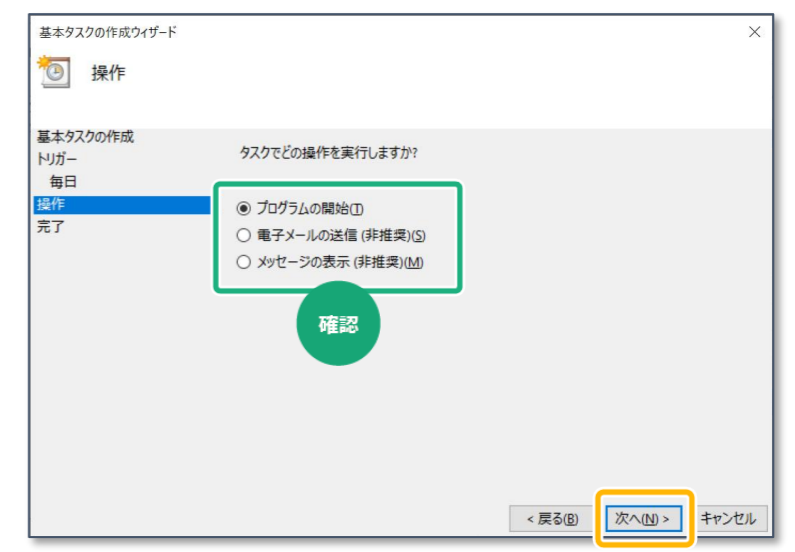 基本タスクの作成ウィザード
操作
基本タスクの作成
トリガー
毎日
操作
完了
タスクでどの操作を実行しますか?
プログラムの開始(T)
電子メールの送信 (非推奨)(S)
メッセージの表示 (非推奨)(M)
確認
< 戻る(B)
次へ(N) >
キャンセル